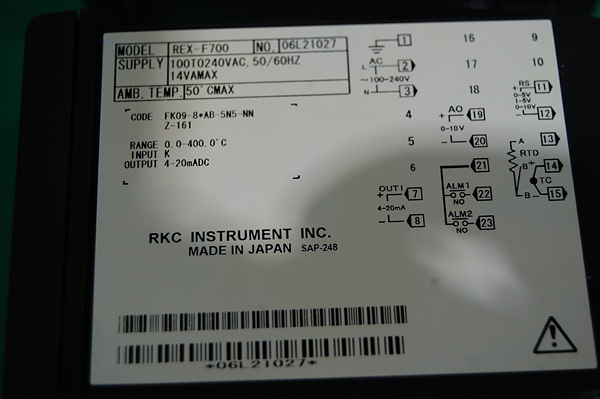 MODEL REX-F700 NO. 06L21027
SUPPLY 100TO240VAC, 50/60HZ
14VAMAX
AMB. TEMP. 50°CMAX
CODE FK09-8*AB-5N5-NN
Z-161
RANGE 0.0-400.0°C
INPUT K
OUTPUT 4-20mADC
RKC INSTRUMENT INC.
MADE IN JAPAN SAP-248
*06L21027*
1 16 9
L AC 2 17 10
~100-240V
N 3 18
RS
+ 11
0-5V
1-5V
0-10V
- 12
4 AO
+ 19
0-10V
- 20
5
6 21
A 13
RTD
B 14
+
TC
- 15
B
OUT1
+ 7
4-20mA
- 8
ALM1
22
NO
ALM2
23
NO